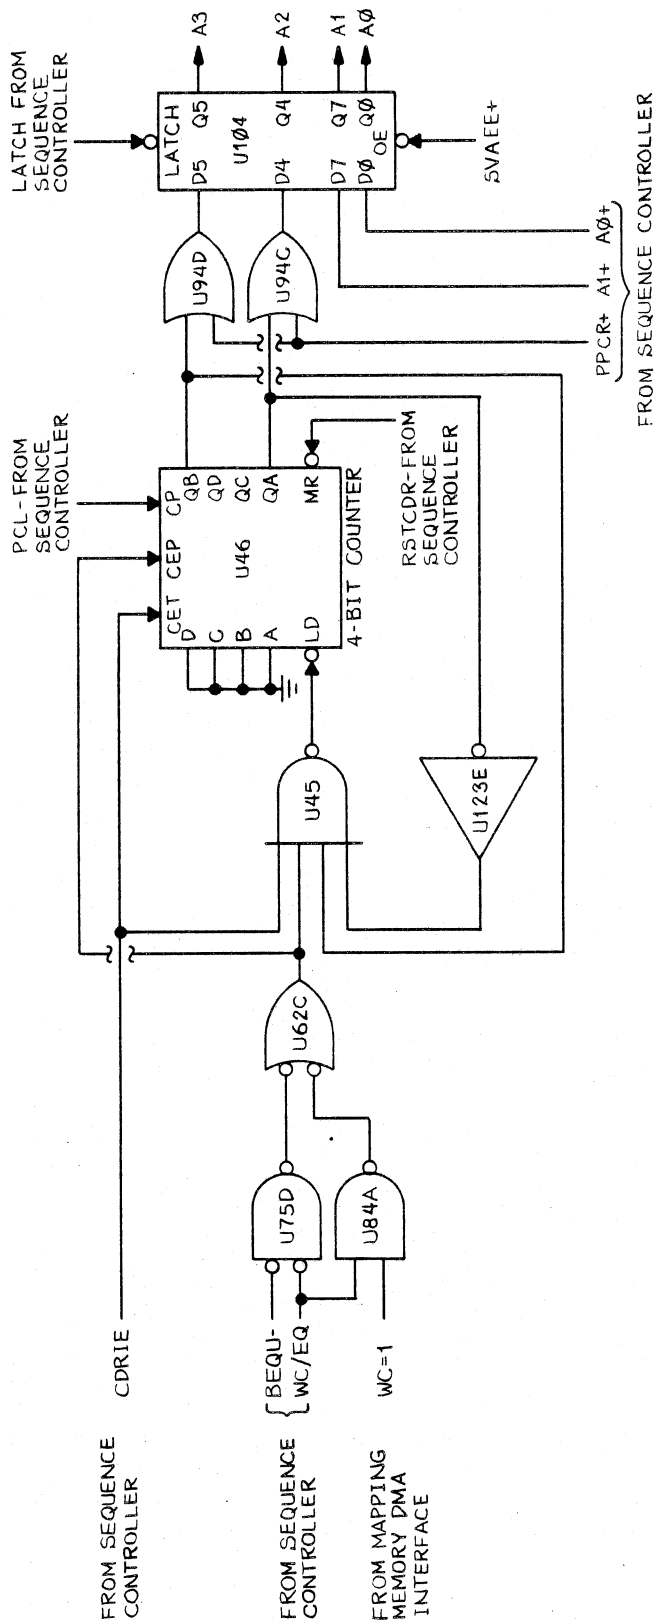 FROM SEQUENCE
CONTROLLER
CDRIE
FROM SEQUENCE
CONTROLLER
BEQU-
WC/EQ
FROM MAPPING
MEMORY DMA
INTERFACE
WC=1
U75D
U84A
U62C
U45
U123E
PCL-FROM
SEQUENCE
CONTROLLER
CET
CEP
CP
D
C
B
A
LD
U46
QB
QD
QC
QA
MR
4-BIT COUNTER
RSTCDR-FROM
SEQUENCE
CONTROLLER
U94D
U94C
LATCH FROM
SEQUENCE
CONTROLLER
LATCH
D5
Q5
U1Ø4
D4
Q4
D7
Q7
DØ
QØ
OE
A3
A2
A1
AØ
SVAEE+
PPCR+
A1+
AØ+
FROM SEQUENCE CONTROLLER